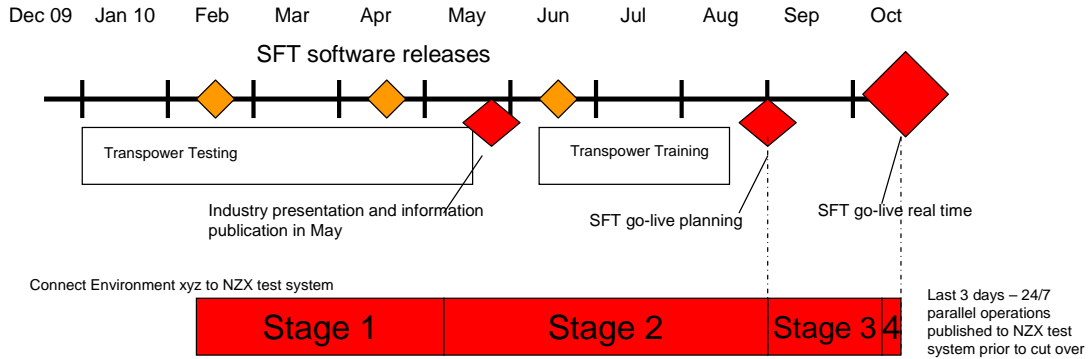 Dec 09 Jan 10 Feb Mar Apr May Jun Jul Aug Sep Oct
SFT software releases
Transpower Testing
Transpower Training
Industry presentation and information
publication in May
SFT go-live planning
SFT go-live real time
Connect Environment xyz to NZX test system
Stage 1
Stage 2
Stage 3
4
Last 3 days – 24/7
parallel operations
published to NZX test
system prior to cut over